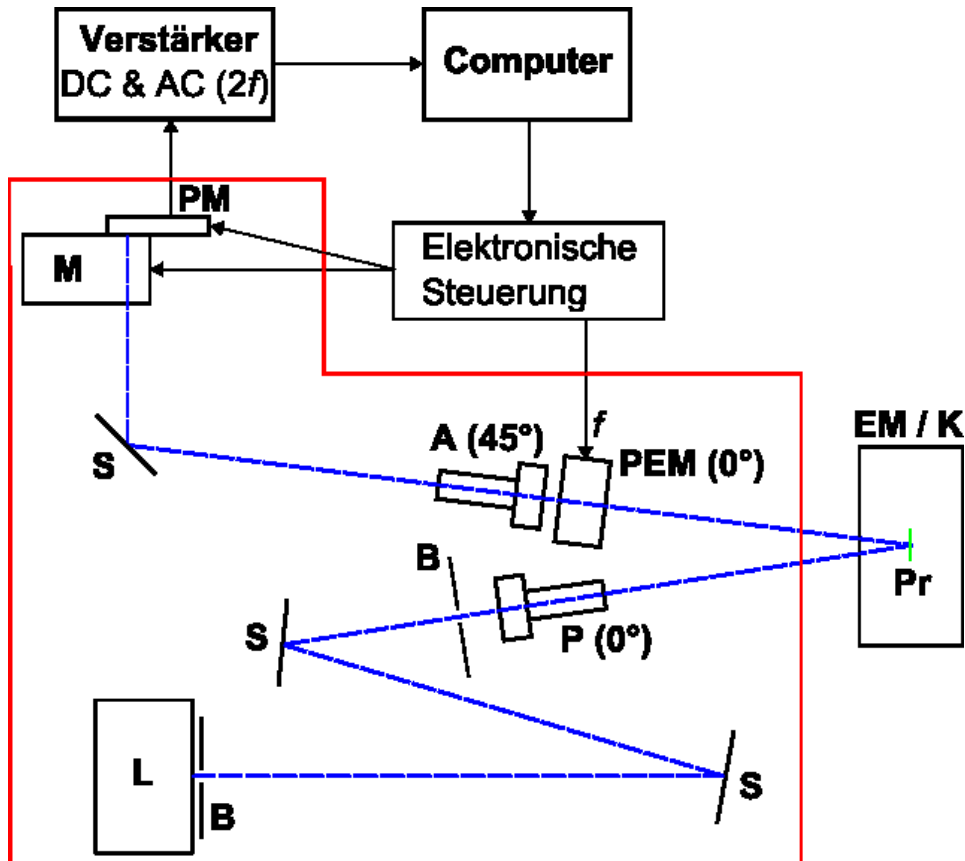 Verstärker
DC & AC (2f)
Computer
PM
M
Elektronische
Steuerung
S
A (45°)
f
PEM (0°)
EM / K
Pr
B
P (0°)
S
L
B
S